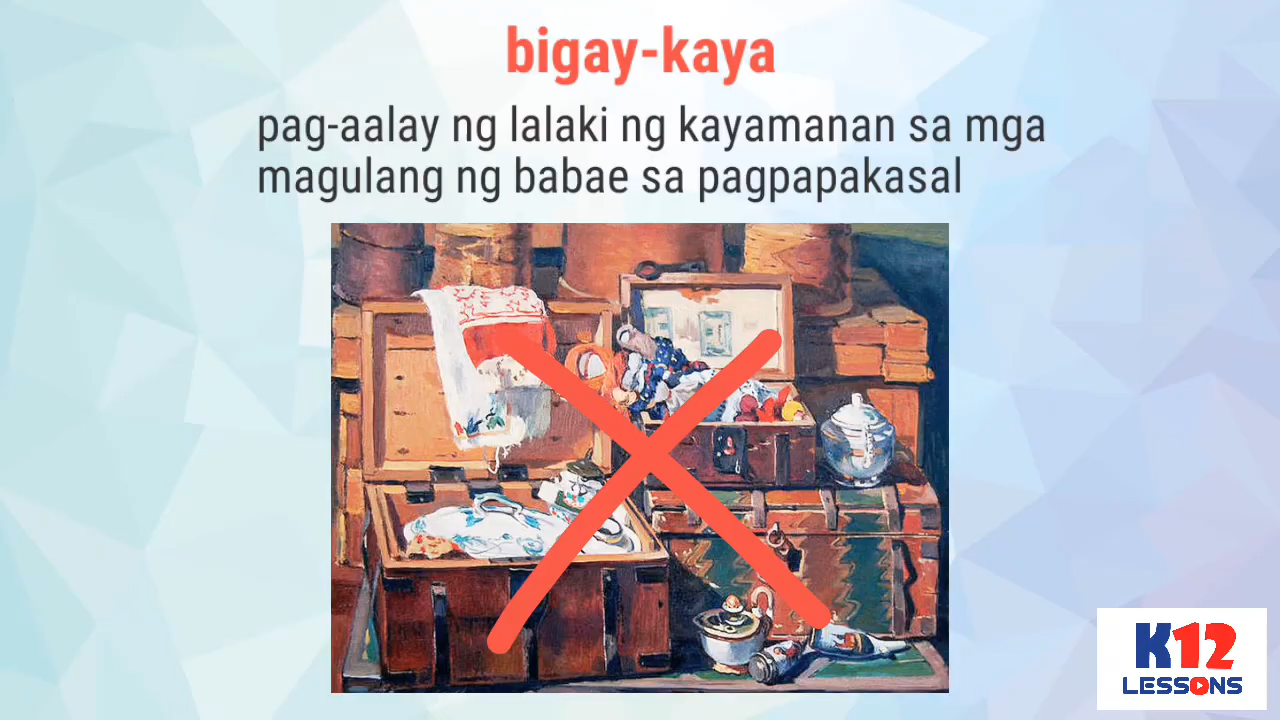 bigay-kaya
pag-aalay ng lalaki ng kayamanan sa mga
magulang ng babae sa pagpapakasal
K12
LESSONS